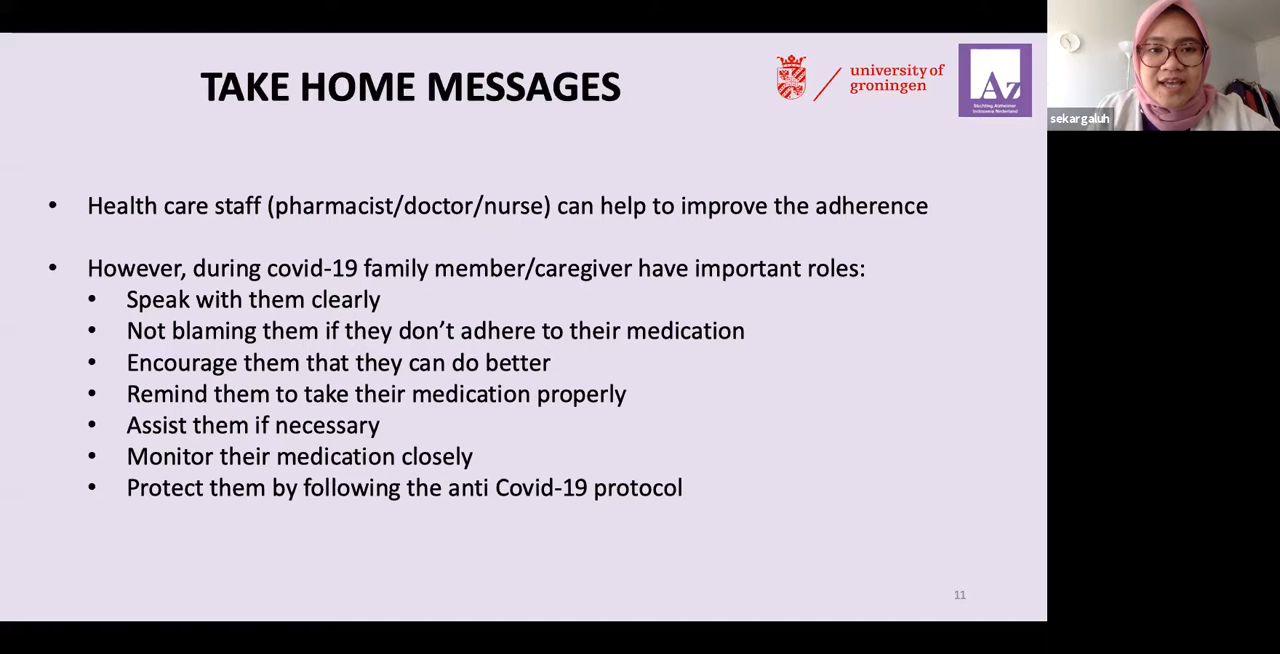 TAKE HOME MESSAGES
university of
groningen
Az
Stichting Alzheimer
Indonesia Nederland
sekargaluh
• Health care staff (pharmacist/doctor/nurse) can help to improve the adherence
• However, during covid-19 family member/caregiver have important roles:
• Speak with them clearly
• Not blaming them if they don’t adhere to their medication
• Encourage them that they can do better
• Remind them to take their medication properly
• Assist them if necessary
• Monitor their medication closely
• Protect them by following the anti Covid-19 protocol
11